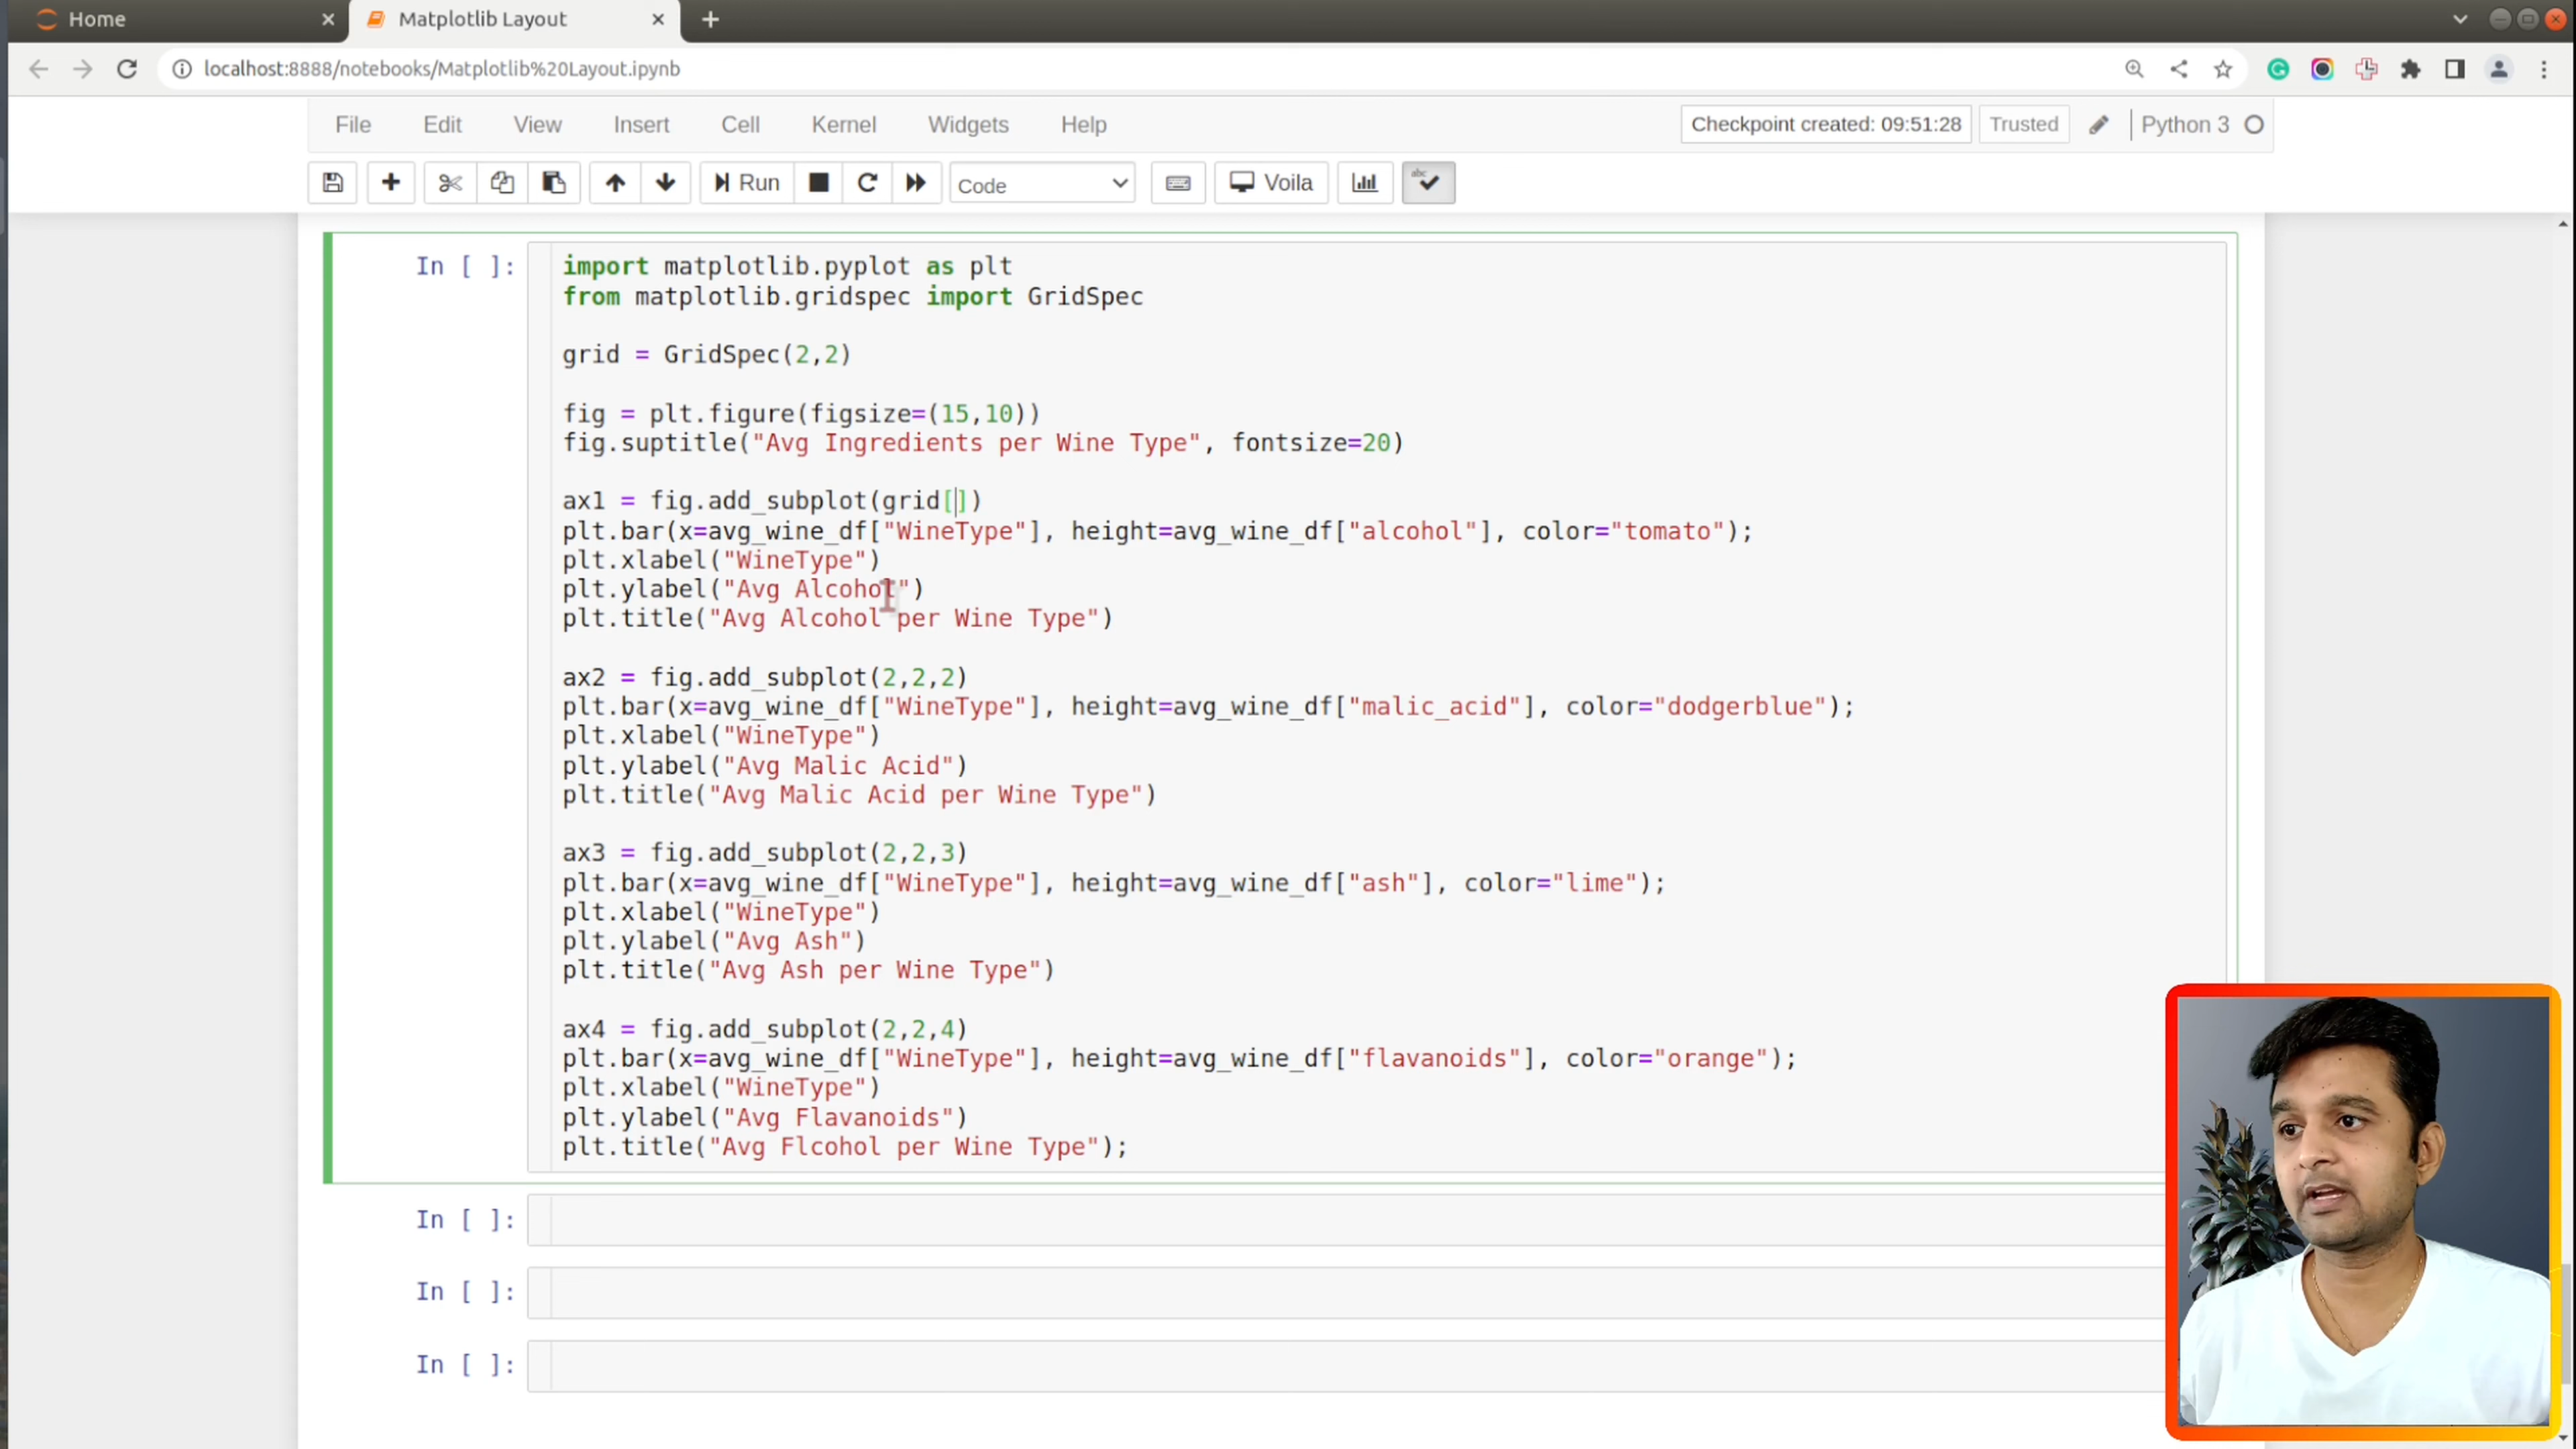 Home
Matplotlib Layout
localhost:8888/notebooks/Matplotlib%20Layout.ipynb
File Edit View Insert Cell Kernel Widgets Help
Checkpoint created: 09:51:28 Trusted Python 3
Run Code Voila abc
In [ ]:
import matplotlib.pyplot as plt
from matplotlib.gridspec import GridSpec
grid = GridSpec(2,2)
fig = plt.figure(figsize=(15,10))
fig.suptitle("Avg Ingredients per Wine Type", fontsize=20)
ax1 = fig.add_subplot(grid[])
plt.bar(x=avg_wine_df["WineType"], height=avg_wine_df["alcohol"], color="tomato");
plt.xlabel("WineType")
plt.ylabel("Avg Alcohol")
plt.title("Avg Alcohol per Wine Type")
ax2 = fig.add_subplot(2,2,2)
plt.bar(x=avg_wine_df["WineType"], height=avg_wine_df["malic_acid"], color="dodgerblue");
plt.xlabel("WineType")
plt.ylabel("Avg Malic Acid")
plt.title("Avg Malic Acid per Wine Type")
ax3 = fig.add_subplot(2,2,3)
plt.bar(x=avg_wine_df["WineType"], height=avg_wine_df["ash"], color="lime");
plt.xlabel("WineType")
plt.ylabel("Avg Ash")
plt.title("Avg Ash per Wine Type")
ax4 = fig.add_subplot(2,2,4)
plt.bar(x=avg_wine_df["WineType"], height=avg_wine_df["flavanoids"], color="orange");
plt.xlabel("WineType")
plt.ylabel("Avg Flavanoids")
plt.title("Avg Flcohol per Wine Type");
In [ ]:
In [ ]:
In [ ]: